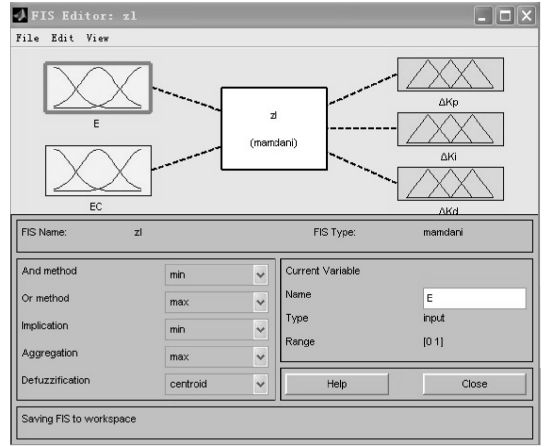 FIS Editor: zl
File Edit View
E
EC
zl
(mamdani)
ΔKp
ΔKi
ΔKd
FIS Name: zl FIS Type: mamdani
And method min
Or method max
Implication min
Aggregation max
Defuzzification centroid
Current Variable
Name E
Type input
Range [0 1]
Help Close
Saving FIS to workspace